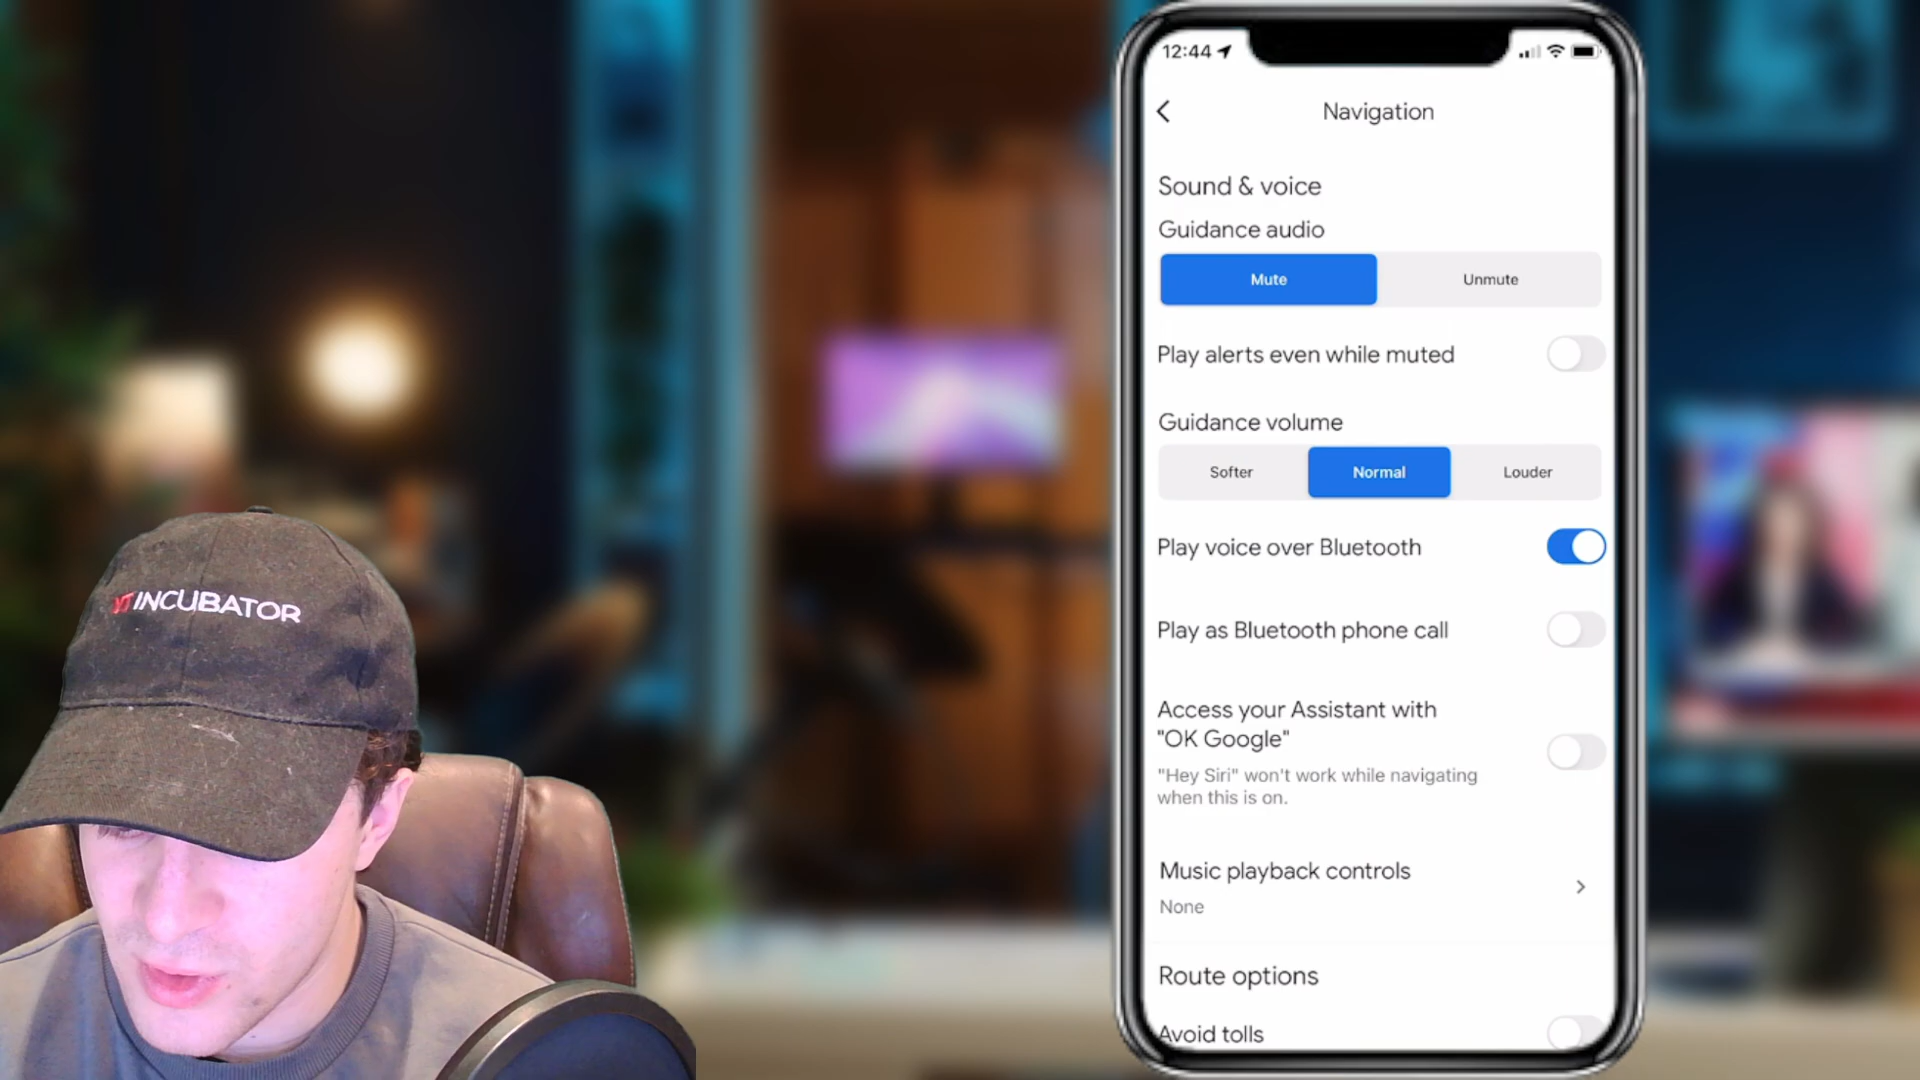 12:44
Navigation
Sound & voice
Guidance audio
Mute Unmute
Play alerts even while muted
Guidance volume
Softer Normal Louder
Play voice over Bluetooth
Play as Bluetooth phone call
Access your Assistant with
"OK Google"
"Hey Siri" won't work while navigating
when this is on.
Music playback controls
None
Route options
Avoid tolls
YT INCUBATOR